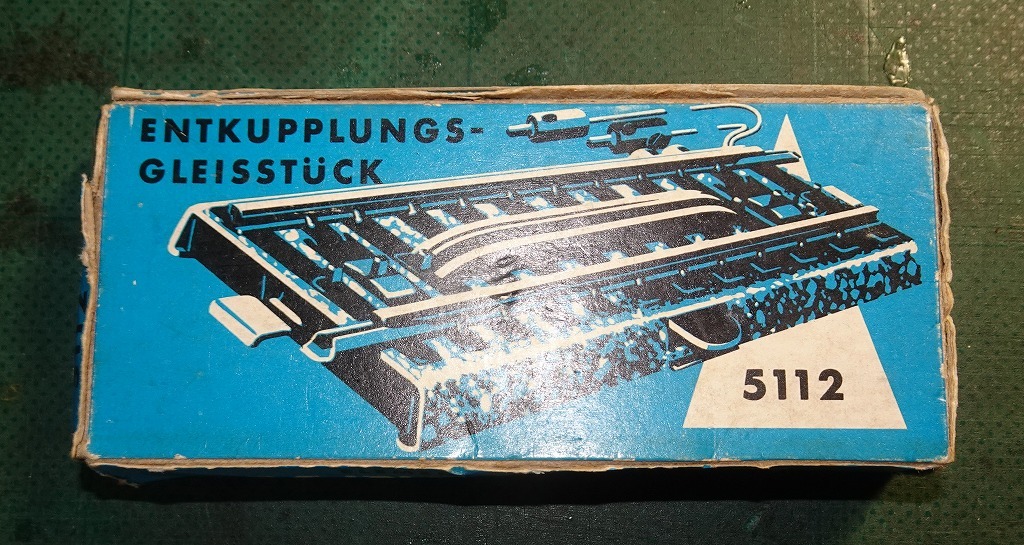 ENTKUPPLUNGS-
GLEISSTÜCK
5112